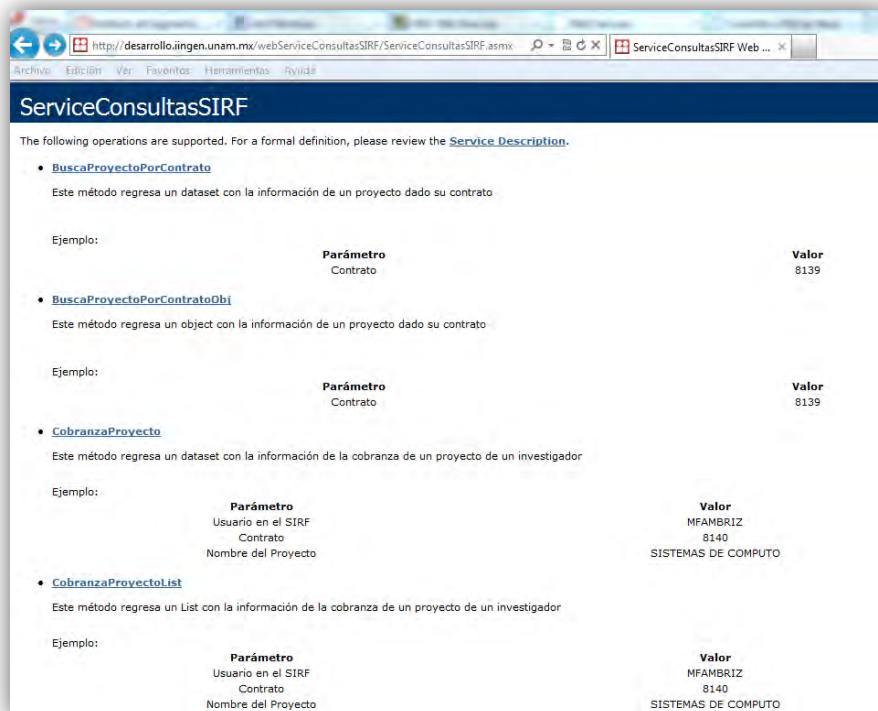 http://desarrollo.iingen.unam.mx/webServiceConsultasSIRF/ServiceConsultasSIRF.asmx
ServiceConsultasSIRF Web ...
Archivo Edición Ver Favoritos Herramientas Ayuda
ServiceConsultasSIRF
The following operations are supported. For a formal definition, please review the Service Description.
• BuscaProyectoPorContrato
Este método regresa un dataset con la información de un proyecto dado su contrato
Ejemplo:
Parámetro Valor
Contrato 8139
• BuscaProyectoPorContratoObj
Este método regresa un object con la información de un proyecto dado su contrato
Ejemplo:
Parámetro Valor
Contrato 8139
• CobranzaProyecto
Este método regresa un dataset con la información de la cobranza de un proyecto de un investigador
Ejemplo:
Parámetro Valor
Usuario en el SIRF MFAMBRIZ
Contrato 8140
Nombre del Proyecto SISTEMAS DE COMPUTO
• CobranzaProyectoList
Este método regresa un List con la información de la cobranza de un proyecto de un investigador
Ejemplo:
Parámetro Valor
Usuario en el SIRF MFAMBRIZ
Contrato 8140
Nombre del Proyecto SISTEMAS DE COMPUTO